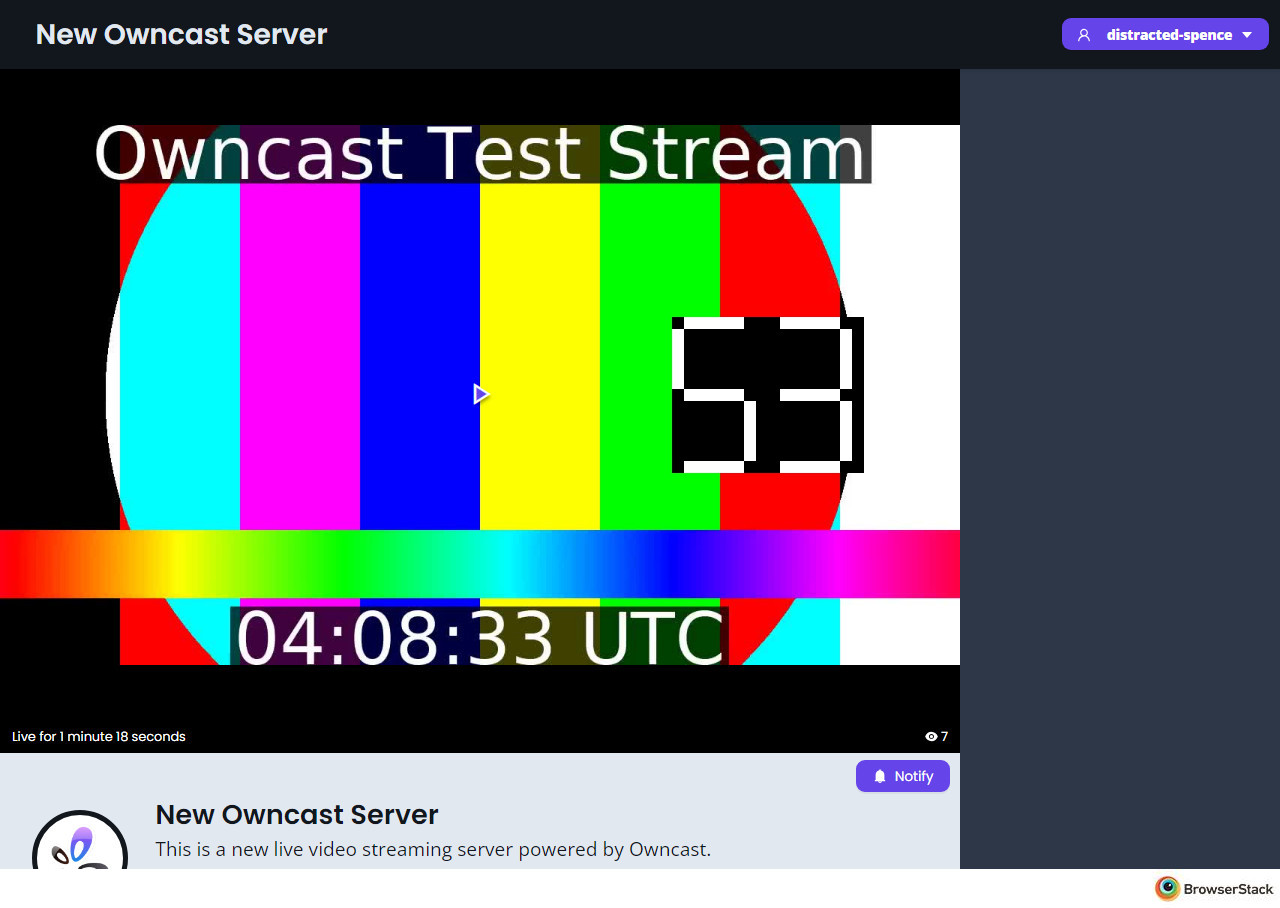 New Owncast Server
distracted-spence
Owncast Test Stream
53
04:08:33 UTC
Live for 1 minute 18 seconds
7
Notify
New Owncast Server
This is a new live video streaming server powered by Owncast.
BrowserStack